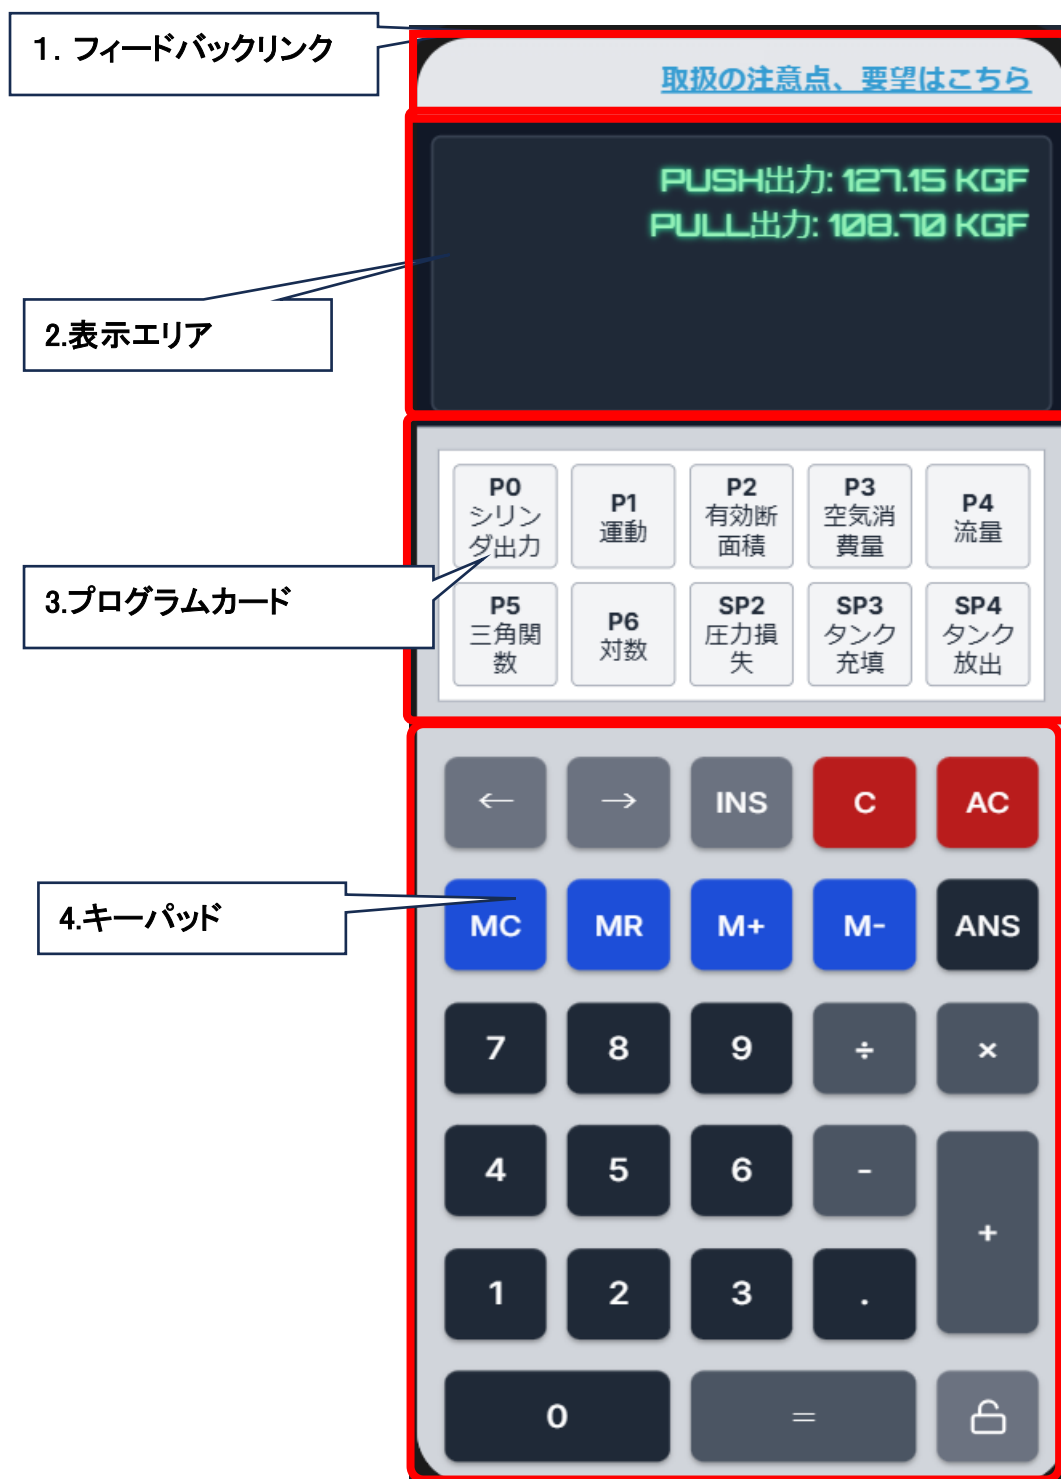 1. フィードバックリンク
取扱の注意点、要望はこちら
PUSH出力: 127.15 KGF
PULL出力: 108.70 KGF
2.表示エリア
P0
シリン
ダ出力
P1
運動
P2
有効断
面積
P3
空気消
費量
P4
流量
3.プログラムカード
P5
三角関
数
P6
対数
SP2
圧力損
失
SP3
タンク
充填
SP4
タンク
放出
← → INS C AC
4.キーパッド
MC MR M+ M- ANS
7 8 9 ÷ ×
4 5 6 -
+
1 2 3 .
0 =